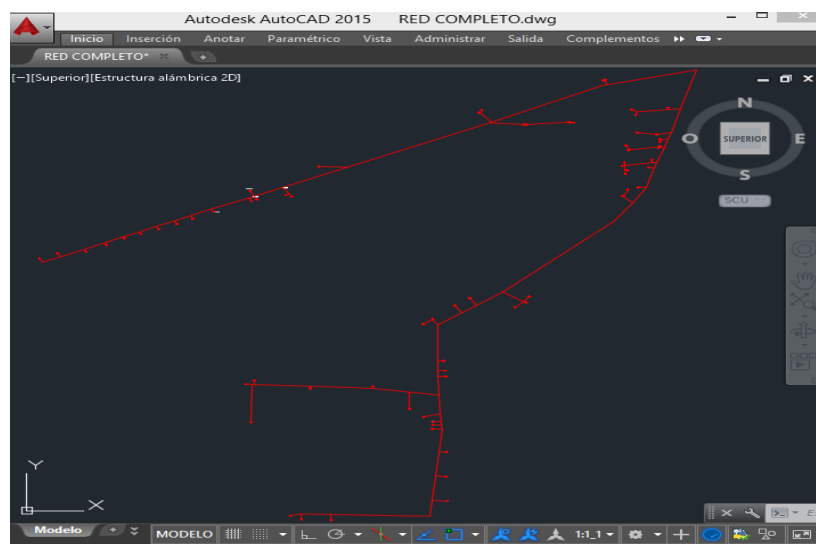 Autodesk AutoCAD 2015 RED COMPLETO.dwg
Inicio Inserción Anotar Paramétrico Vista Administrar Salida Complementos
RED COMPLETO*
[−][Superior][Estructura alámbrica 2D]
N
O SUPERIOR E
S
SCU
Y
X
Modelo MODELO 1:1_1